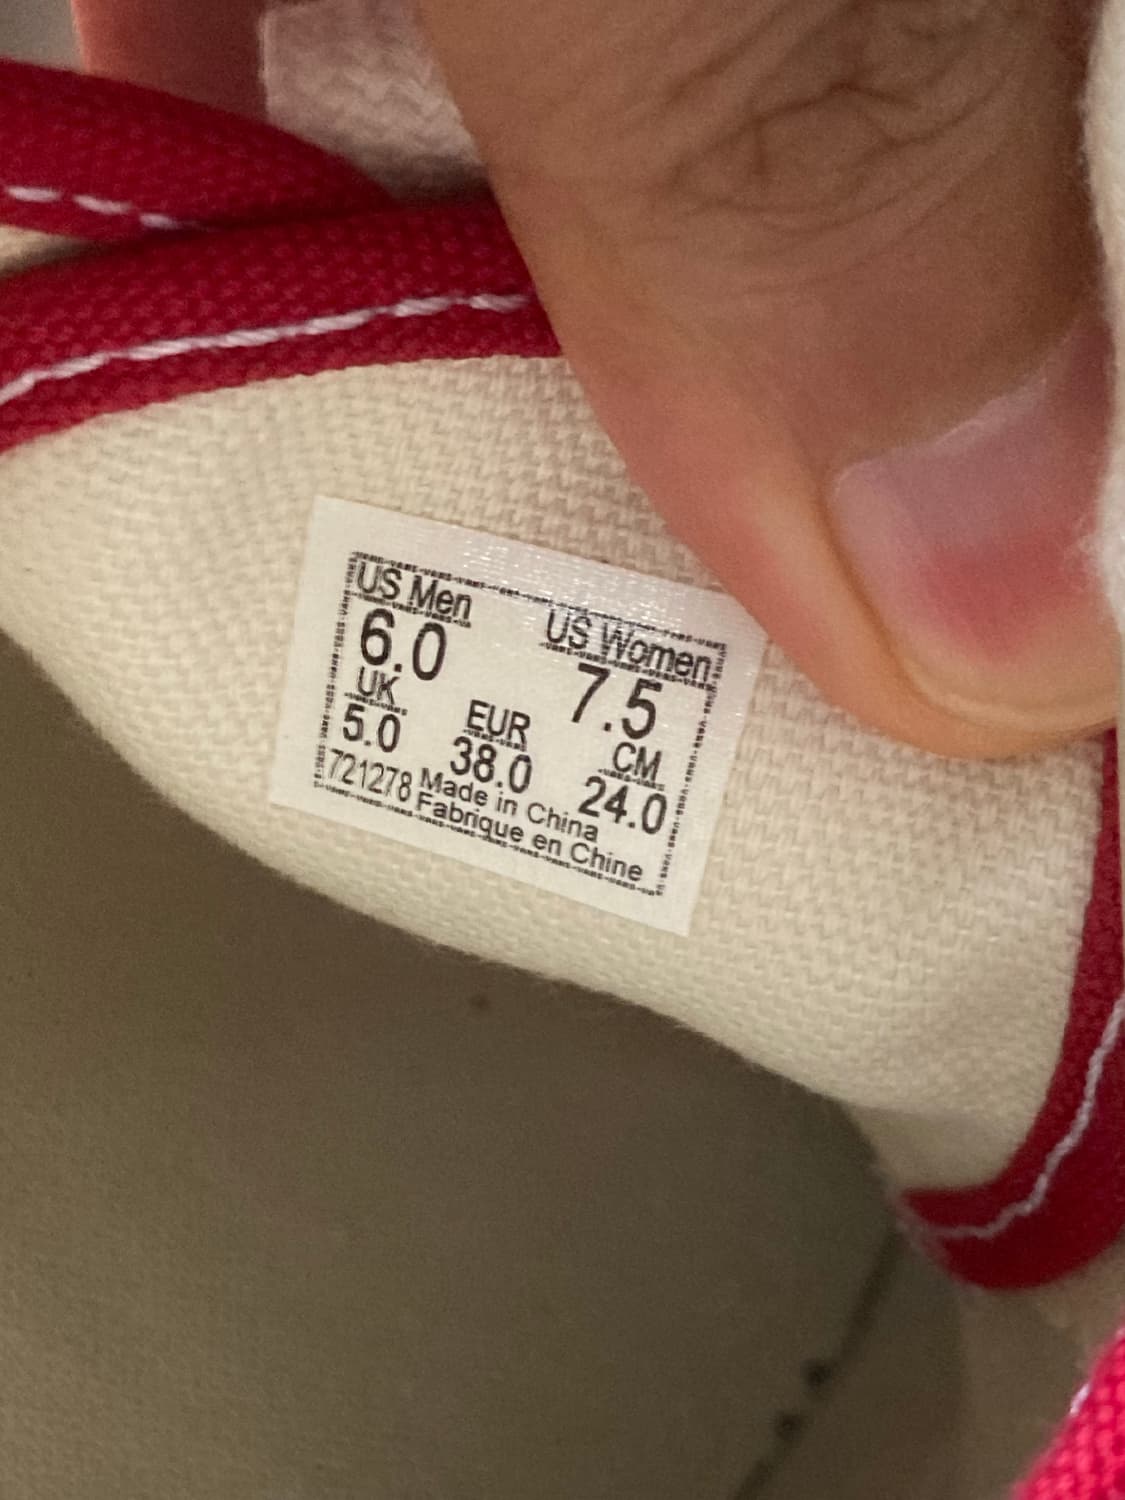 US Men US Women
6.0 7.5
UK EUR CM
5.0 38.0 24.0
721278 Made in China
Fabrique en Chine